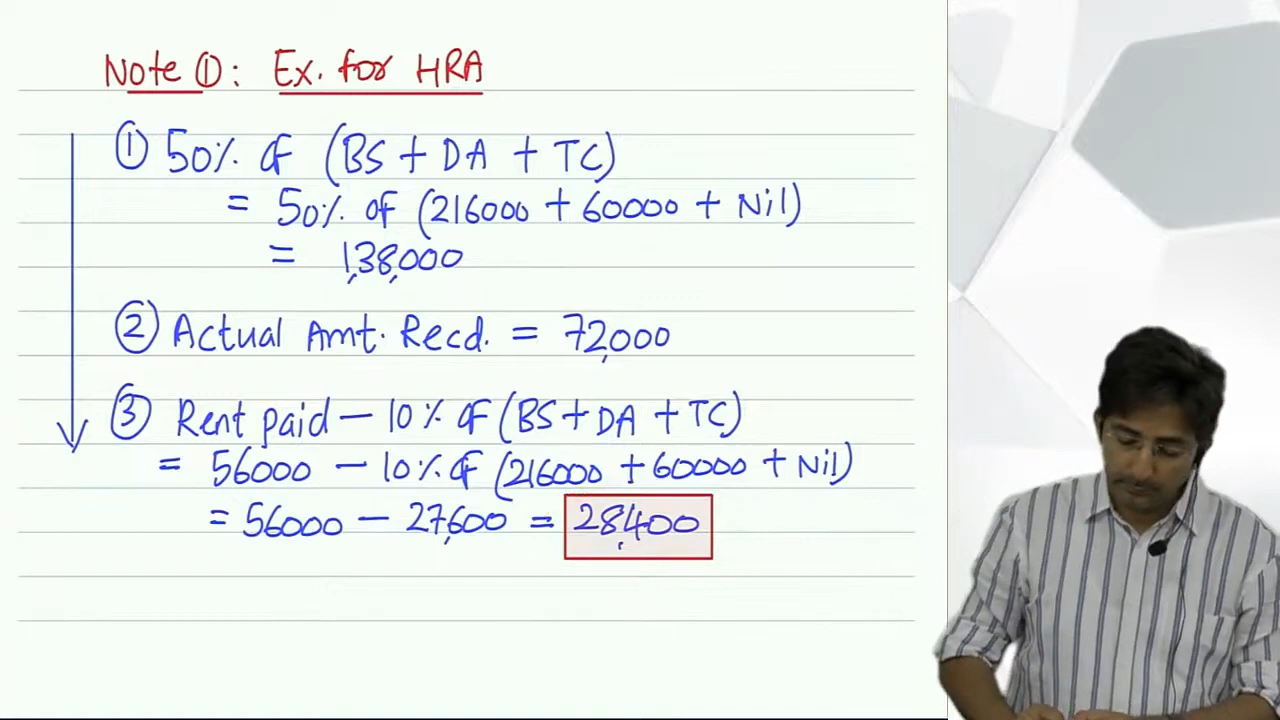 Note ①: Ex. for HRA
① 50% of (BS + DA + TC)
= 50% of (216000 + 60000 + Nil)
= 1,38,000
② Actual Amt. Recd. = 72,000
③ Rent paid – 10% of (BS + DA + TC)
= 56000 – 10% of (216000 + 60000 + Nil)
= 56000 – 27,600 = 28,400